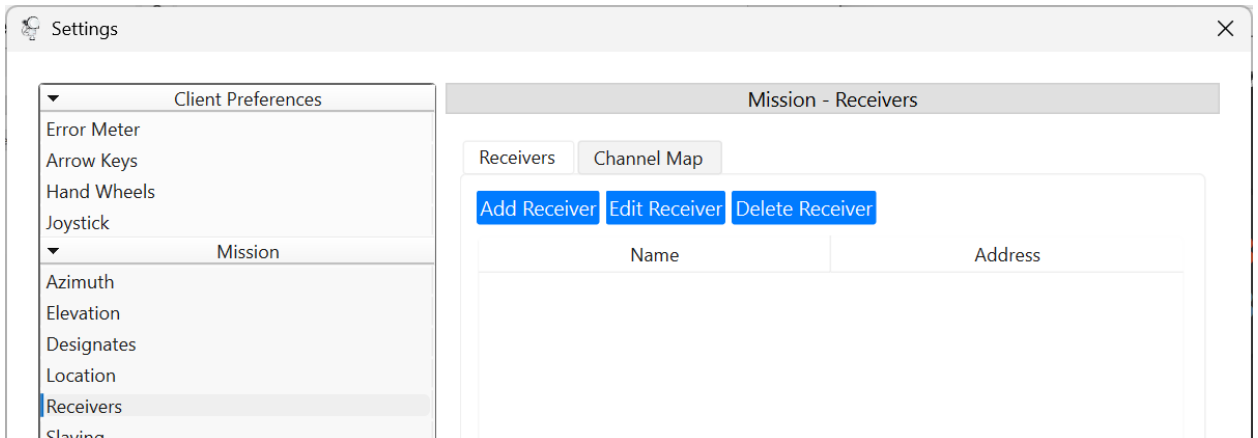 Settings
Client Preferences
Error Meter
Arrow Keys
Hand Wheels
Joystick
Mission
Azimuth
Elevation
Designates
Location
Receivers
Slaving
Mission - Receivers
Receivers Channel Map
Add Receiver Edit Receiver Delete Receiver
Name Address